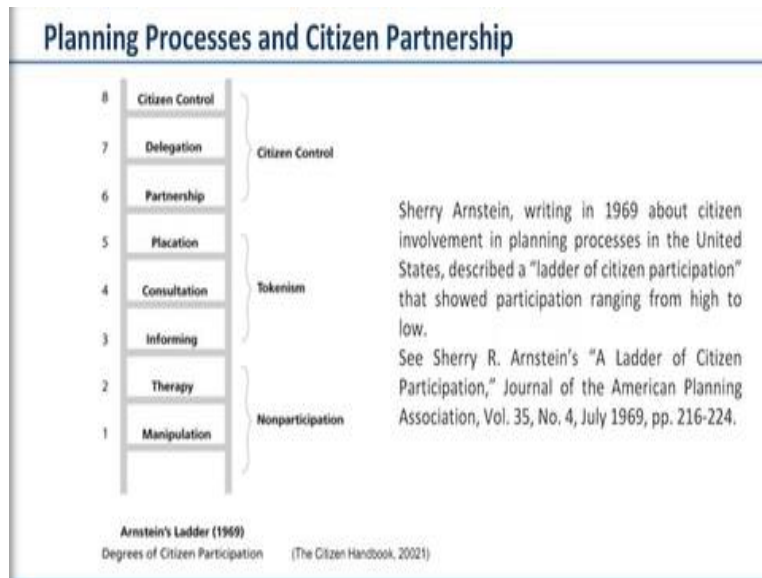 Planning Processes and Citizen Partnership
8 Citizen Control
7 Delegation
Citizen Control
6 Partnership
5 Placation
4 Consultation
Tokenism
3 Informing
2 Therapy
Nonparticipation
1 Manipulation
Arnstein's Ladder (1969)
Degrees of Citizen Participation (The Citizen Handbook, 20021)
Sherry Arnstein, writing in 1969 about citizen
involvement in planning processes in the United
States, described a “ladder of citizen participation”
that showed participation ranging from high to
low.
See Sherry R. Arnstein's “A Ladder of Citizen
Participation,” Journal of the American Planning
Association, Vol. 35, No. 4, July 1969, pp. 216-224.